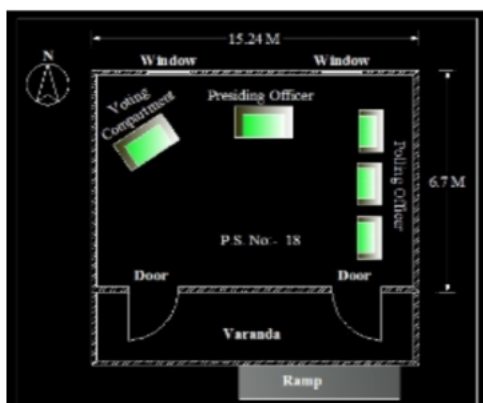 15.24 M
N
Window
Window
Voting
Compartment
Presiding Officer
Polling Officer
6.7 M
P.S. No:- 18
Door
Door
Varanda
Ramp